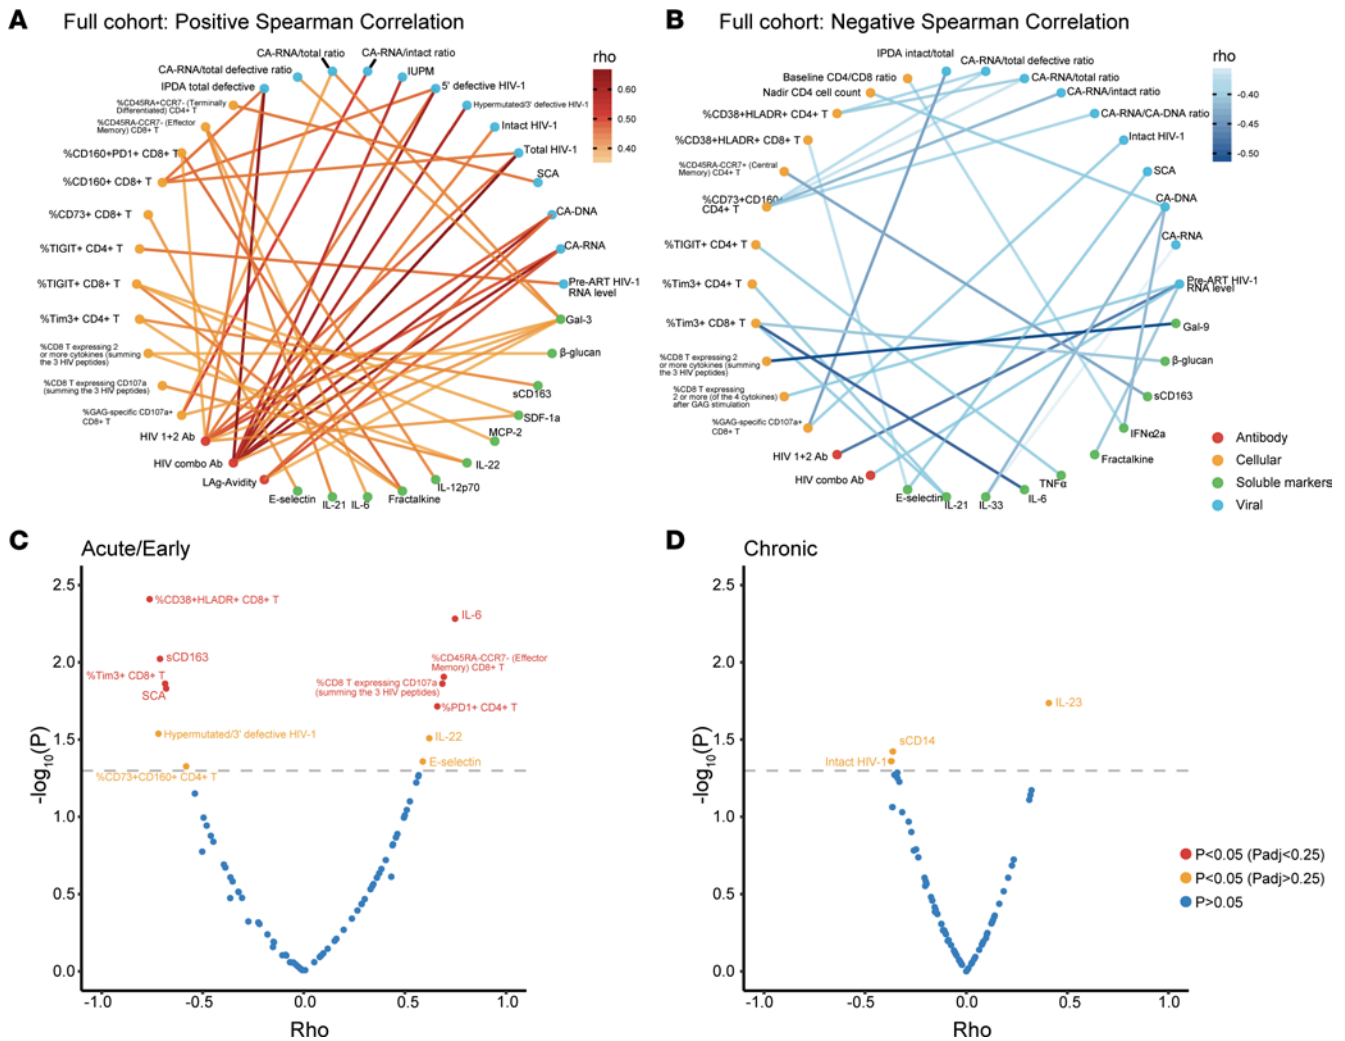 A
Full cohort: Positive Spearman Correlation
CA-RNA/total ratio
CA-RNA/intact ratio
CA-RNA/total defective ratio
IUPM
IPDA total defective
5' defective HIV-1
%CD45RA+CCR7- (Terminally
Differentiated) CD4+ T
Hypermutated/3' defective HIV-1
%CD45RA-CCR7- (Effector
Memory) CD8+ T
Intact HIV-1
%CD160+PD1+ CD8+ T
Total HIV-1
%CD160+ CD8+ T
SCA
%CD73+ CD8+ T
CA-DNA
%TIGIT+ CD4+ T
CA-RNA
%TIGIT+ CD8+ T
Pre-ART HIV-1
RNA level
%Tim3+ CD4+ T
Gal-3
%CD8 T expressing 2
or more cytokines (summing
the 3 HIV peptides)
β-glucan
%CD8 T expressing CD107a
(summing the 3 HIV peptides)
sCD163
%GAG-specific CD107a+
CD8+ T
SDF-1a
HIV 1+2 Ab
MCP-2
HIV combo Ab
IL-22
LAg-Avidity
IL-12p70
E-selectin
IL-21
IL-6
Fractalkine
rho
0.60
0.50
0.40
B
Full cohort: Negative Spearman Correlation
IPDA intact/total
CA-RNA/total defective ratio
Baseline CD4/CD8 ratio
CA-RNA/total ratio
Nadir CD4 cell count
CA-RNA/intact ratio
%CD38+HLADR+ CD4+ T
CA-RNA/CA-DNA ratio
%CD38+HLADR+ CD8+ T
Intact HIV-1
%CD45RA-CCR7+ (Central
Memory) CD4+ T
SCA
%CD73+CD160+
CD4+ T
CA-DNA
%TIGIT+ CD4+ T
CA-RNA
%Tim3+ CD4+ T
Pre-ART HIV-1
RNA level
%Tim3+ CD8+ T
Gal-9
%CD8 T expressing 2
or more cytokines (summing
the 3 HIV peptides)
β-glucan
%CD8 T expressing
2 or more (of the 4 cytokines)
after GAG stimulation
sCD163
%GAG-specific CD107a+
CD8+ T
IFNα2a
HIV 1+2 Ab
Fractalkine
HIV combo Ab
TNFα
E-selectin
IL-21
IL-33
IL-6
rho
-0.40
-0.45
-0.50
Antibody
Cellular
Soluble markers
Viral
C
Acute/Early
-log10(P)
2.5
2.0
1.5
1.0
0.5
0.0
%CD38+HLADR+ CD8+ T
IL-6
sCD163
%CD45RA-CCR7- (Effector
Memory) CD8+ T
%Tim3+ CD8+ T
%CD8 T expressing CD107a
(summing the 3 HIV peptides)
SCA
%PD1+ CD4+ T
Hypermutated/3' defective HIV-1
IL-22
E-selectin
%CD73+CD160+ CD4+ T
-1.0
-0.5
0.0
0.5
1.0
Rho
D
Chronic
-log10(P)
2.5
2.0
1.5
1.0
0.5
0.0
IL-23
sCD14
Intact HIV-1
-1.0
-0.5
0.0
0.5
1.0
Rho
P<0.05 (Padj<0.25)
P<0.05 (Padj>0.25)
P>0.05